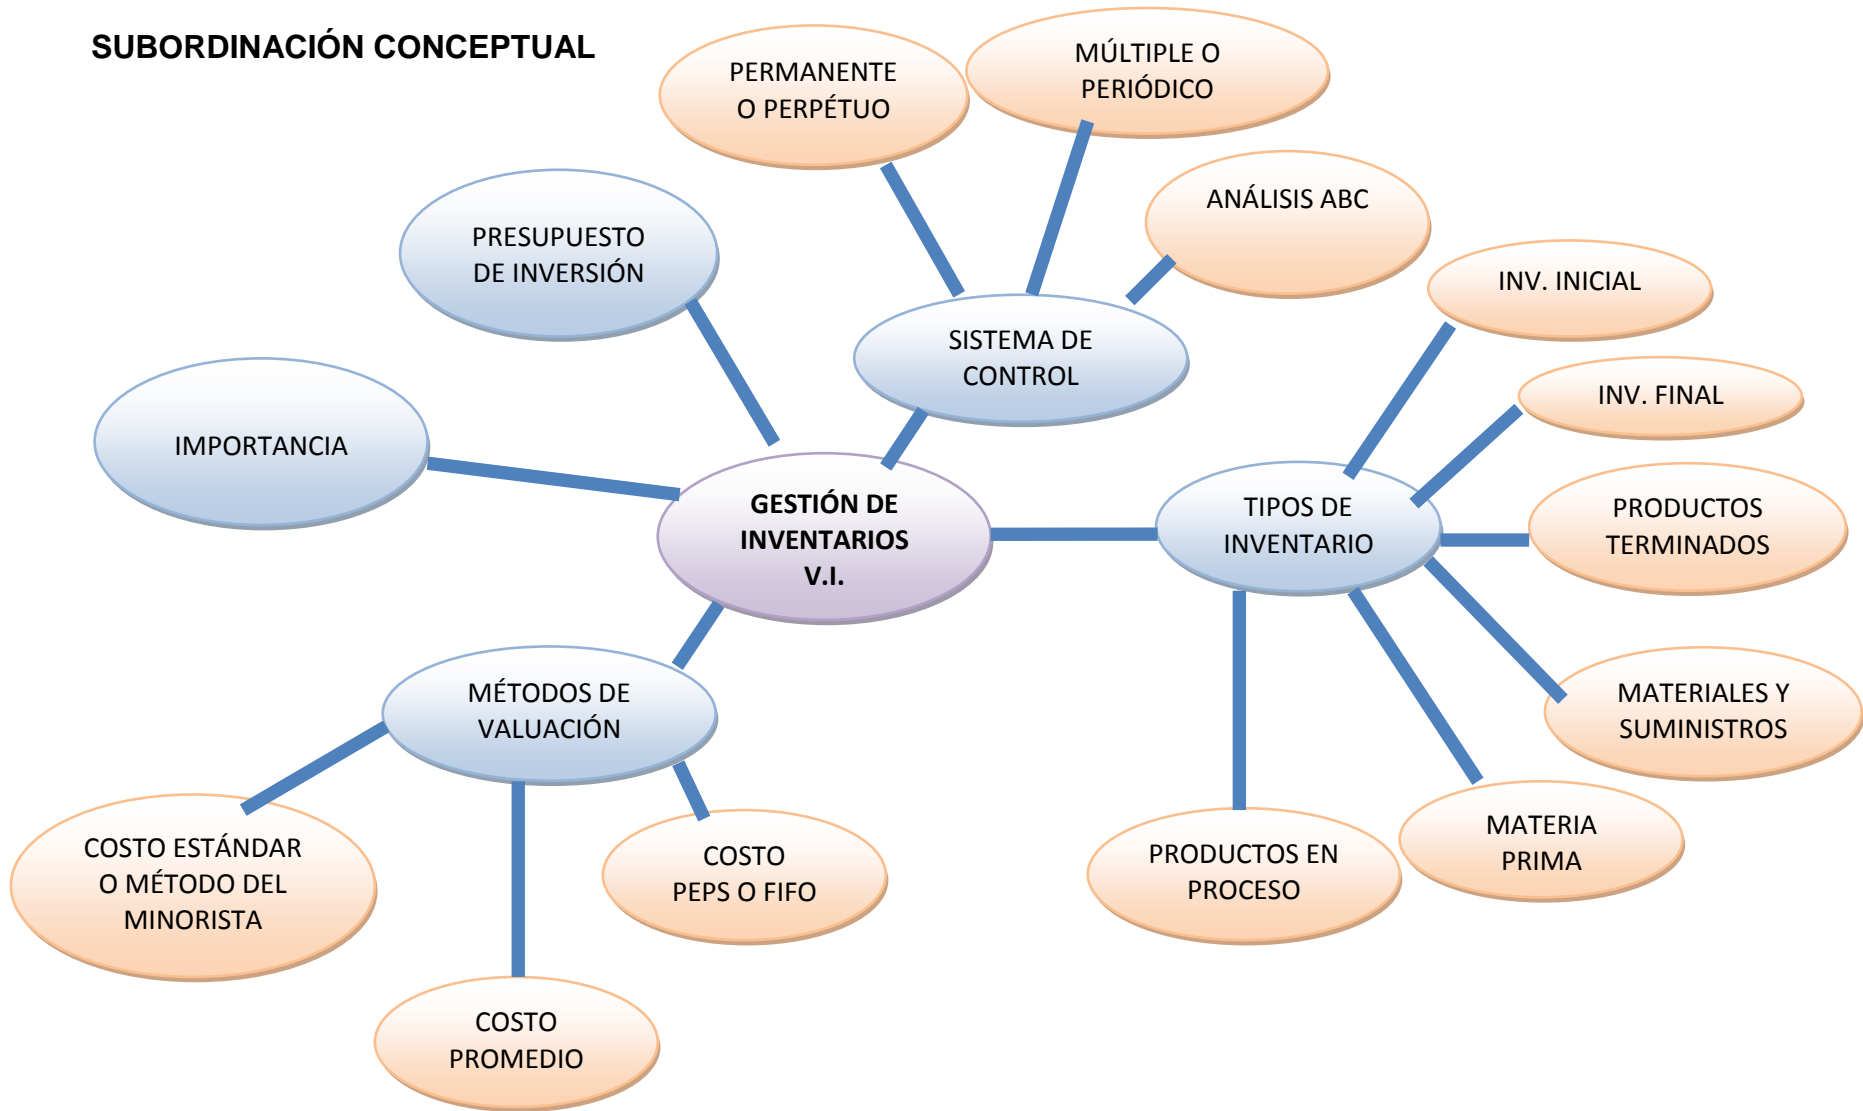 SUBORDINACIÓN CONCEPTUAL
PERMANENTE
O PERPÉTUO
MÚLTIPLE O
PERIÓDICO
ANÁLISIS ABC
PRESUPUESTO
DE INVERSIÓN
SISTEMA DE
CONTROL
INV. INICIAL
INV. FINAL
IMPORTANCIA
GESTIÓN DE
INVENTARIOS
V.I.
TIPOS DE
INVENTARIO
PRODUCTOS
TERMINADOS
MATERIALES Y
SUMINISTROS
MÉTODOS DE
VALUACIÓN
COSTO ESTÁNDAR
O MÉTODO DEL
MINORISTA
COSTO
PEPS O FIFO
PRODUCTOS EN
PROCESO
MATERIA
PRIMA
COSTO
PROMEDIO